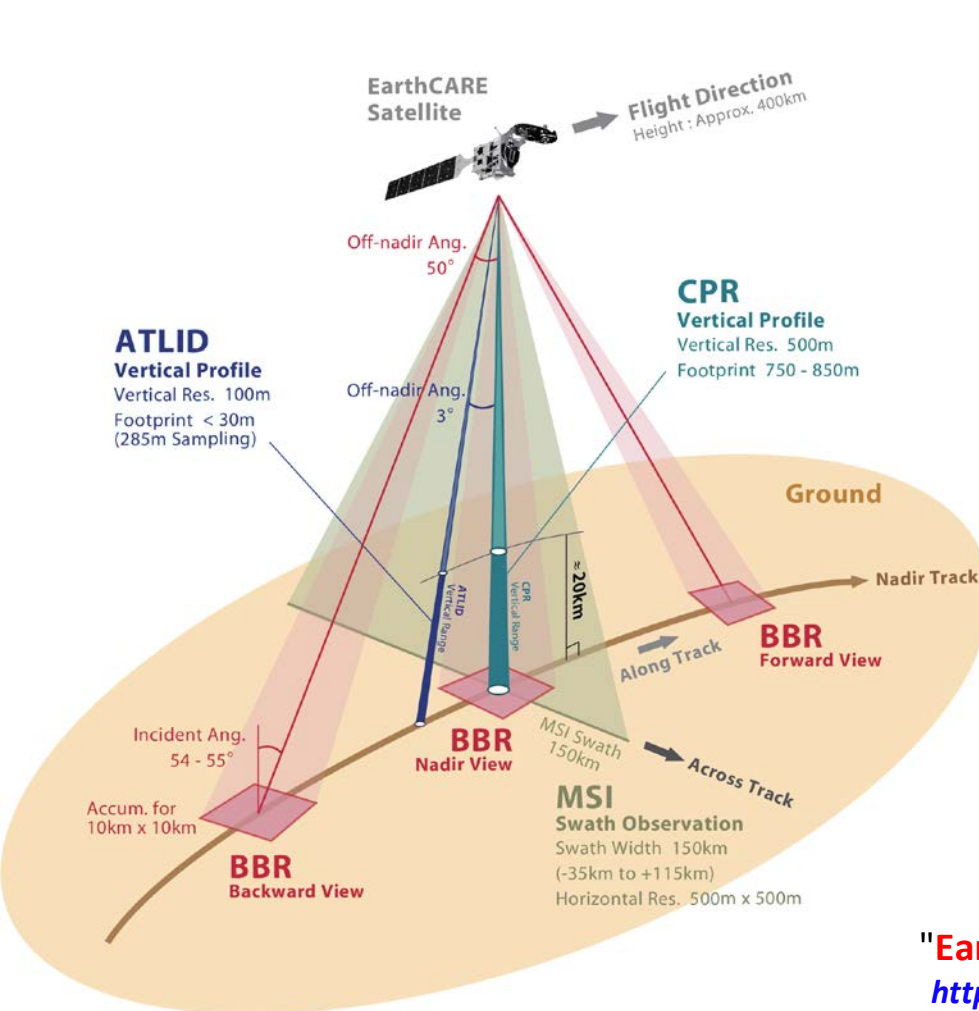 EarthCARE
Satellite
Flight Direction
Height : Approx. 400km
Off-nadir Ang.
50°
CPR
Vertical Profile
Vertical Res. 500m
Footprint 750 - 850m
ATLID
Vertical Profile
Vertical Res. 100m
Footprint < 30m
(285m Sampling)
Off-nadir Ang.
3°
Ground
≈ 20km
ATLID
Vertical Range
CPR
Vertical Range
Nadir Track
BBR
Forward View
Along Track
Incident Ang.
54 - 55°
BBR
Nadir View
MSI Swath
150km
Across Track
Accum. for
10km x 10km
MSI
Swath Observation
Swath Width 150km
(-35km to +115km)
Horizontal Res. 500m x 500m
BBR
Backward View
"Ear
http